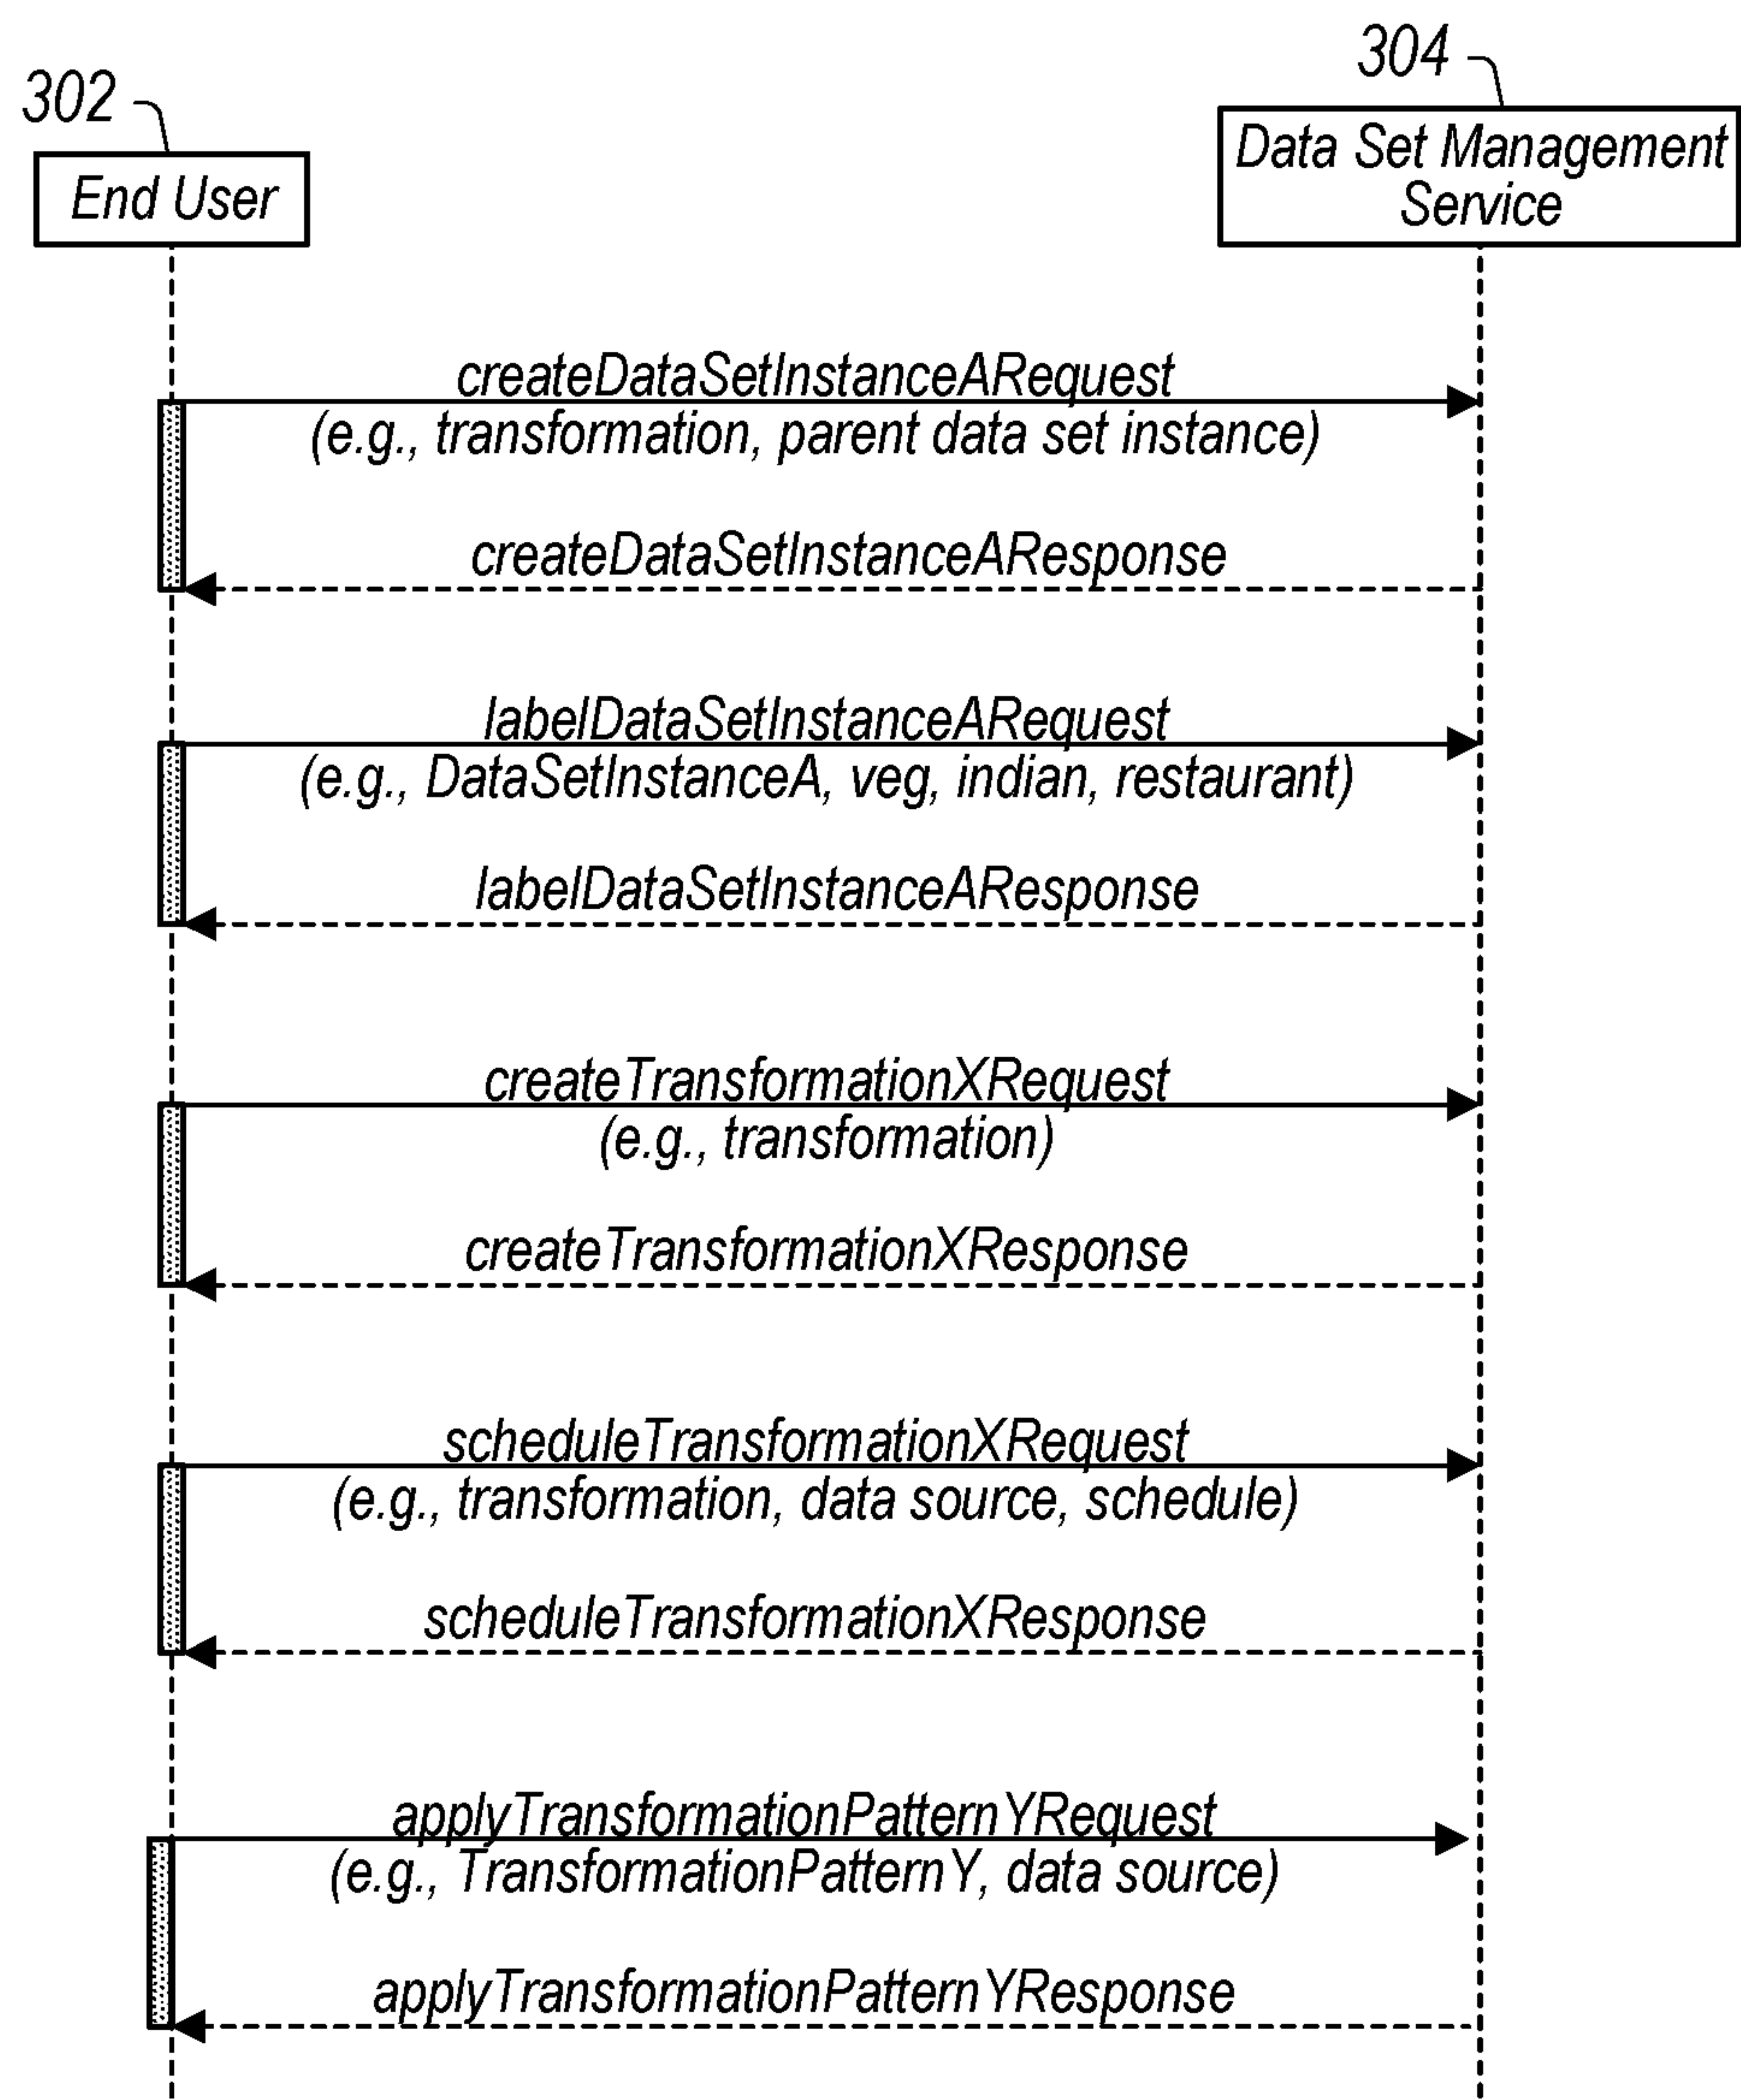 304
302
Data Set Management
Service
End User
createDataSetInstanceARequest
(e.g., transformation, parent data set instance)
createDataSetInstanceAResponse
labelDataSetInstanceARequest
(e.g., DataSetInstanceA, veg, indian, restaurant)
labelDataSetInstanceAResponse
createTransformationXRequest
(e.g., transformation)
createTransformationXResponse
scheduleTransformationXRequest
(e.g., transformation, data source, schedule)
scheduleTransformationXResponse
applyTransformationPatternYRequest
(e.g., TransformationPatternY, data source)
applyTransformationPatternYResponse